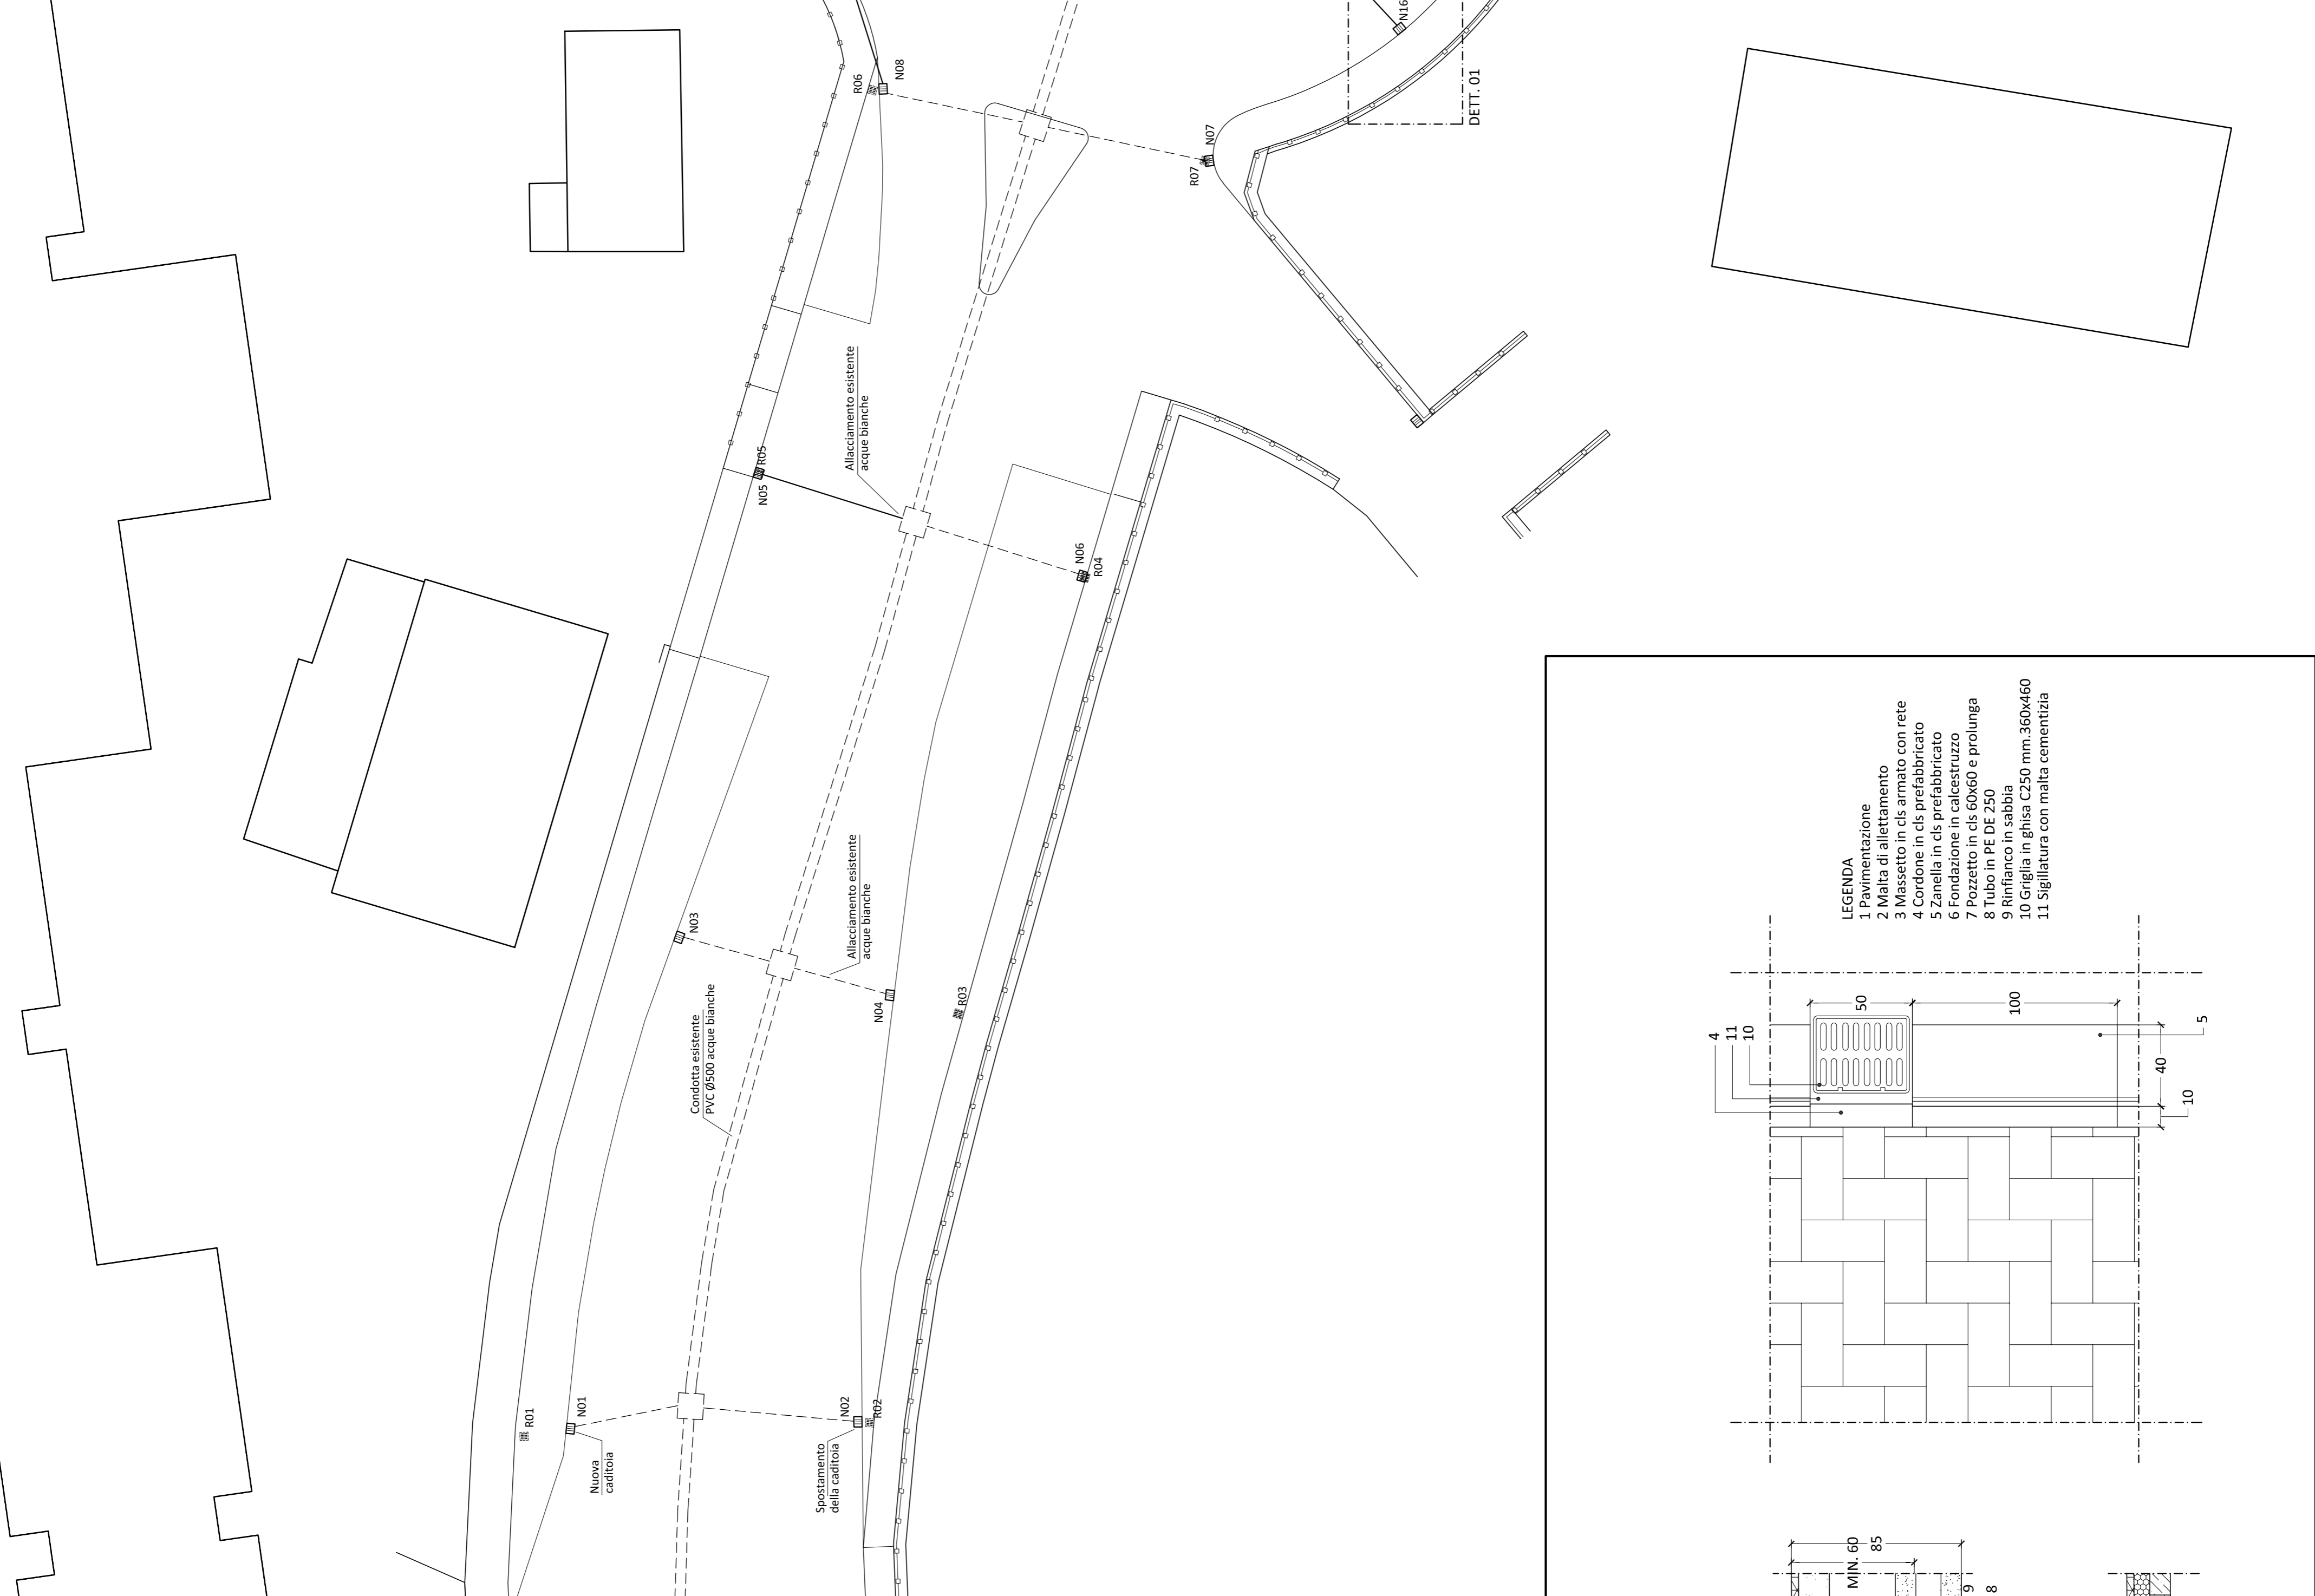 R06
N08
N16
DETT. 01
N07
R07
Allacciamento esistente
acque bianche
R05
N05
N06
R04
N03
Allacciamento esistente
acque bianche
Condotta esistente
PVC Ø500 acque bianche
N04
R03
R01
N01
Nuova
caditoia
N02
R02
Spostamento
della caditoia
LEGENDA
1 Pavimentazione
2 Malta di allettamento
3 Massetto in cls armato con rete
4 Cordone in cls prefabbricato
5 Zanella in cls prefabbricato
6 Fondazione in calcestruzzo
7 Pozzetto in cls 60x60 e prolunga
8 Tubo in PE DE 250
9 Rinfianco in sabbia
10 Griglia in ghisa C250 mm.360x460
11 Sigillatura con malta cementizia
4
11
10
50
100
5
40
10
MIN. 60
85
9
8